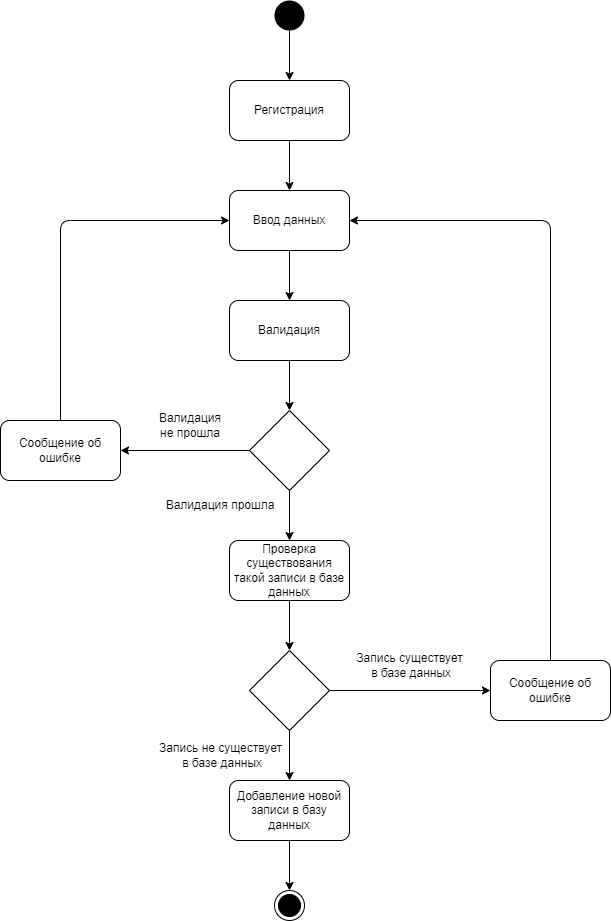 Регистрация
Ввод данных
Валидация
Валидация
не прошла
Сообщение об
ошибке
Валидация прошла
Проверка
существования
такой записи в базе
данных
Запись существует
в базе данных
Сообщение об
ошибке
Запись не существует
в базе данных
Добавление новой
записи в базу
данных